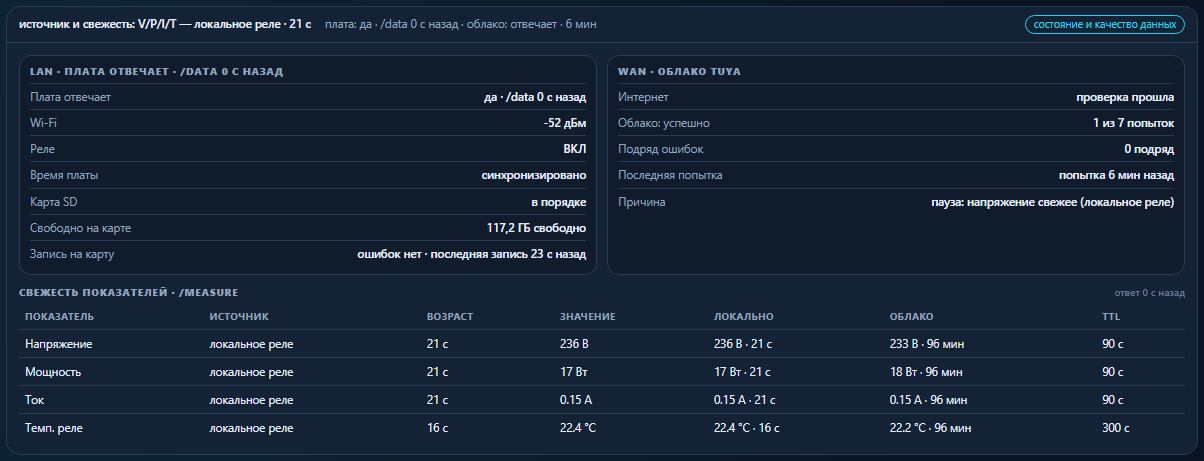 источник и свежесть: V/P/I/T — локальное реле · 21 с плата: да · /data 0 с назад · облако: отвечает · 6 мин состояние и качество данных
LAN · ПЛАТА ОТВЕЧАЕТ · /DATA 0 С НАЗАД
Плата отвечает да · /data 0 с назад
Wi-Fi -52 дБм
Реле ВКЛ
Время платы синхронизировано
Карта SD в порядке
Свободно на карте 117,2 ГБ свободно
Запись на карту ошибок нет · последняя запись 23 с назад
WAN · ОБЛАКО TUYA
Интернет проверка прошла
Облако: успешно 1 из 7 попыток
Подряд ошибок 0 подряд
Последняя попытка попытка 6 мин назад
Причина пауза: напряжение свежее (локальное реле)
СВЕЖЕСТЬ ПОКАЗАТЕЛЕЙ · /MEASURE ответ 0 с назад
ПОКАЗАТЕЛЬ ИСТОЧНИК ВОЗРАСТ ЗНАЧЕНИЕ ЛОКАЛЬНО ОБЛАКО TTL
Напряжение локальное реле 21 с 236 В 236 В · 21 с 233 В · 96 мин 90 с
Мощность локальное реле 21 с 17 Вт 17 Вт · 21 с 18 Вт · 96 мин 90 с
Ток локальное реле 21 с 0.15 А 0.15 А · 21 с 0.15 А · 96 мин 90 с
Темп. реле локальное реле 16 с 22.4 °C 22.4 °C · 16 с 22.2 °C · 96 мин 300 с